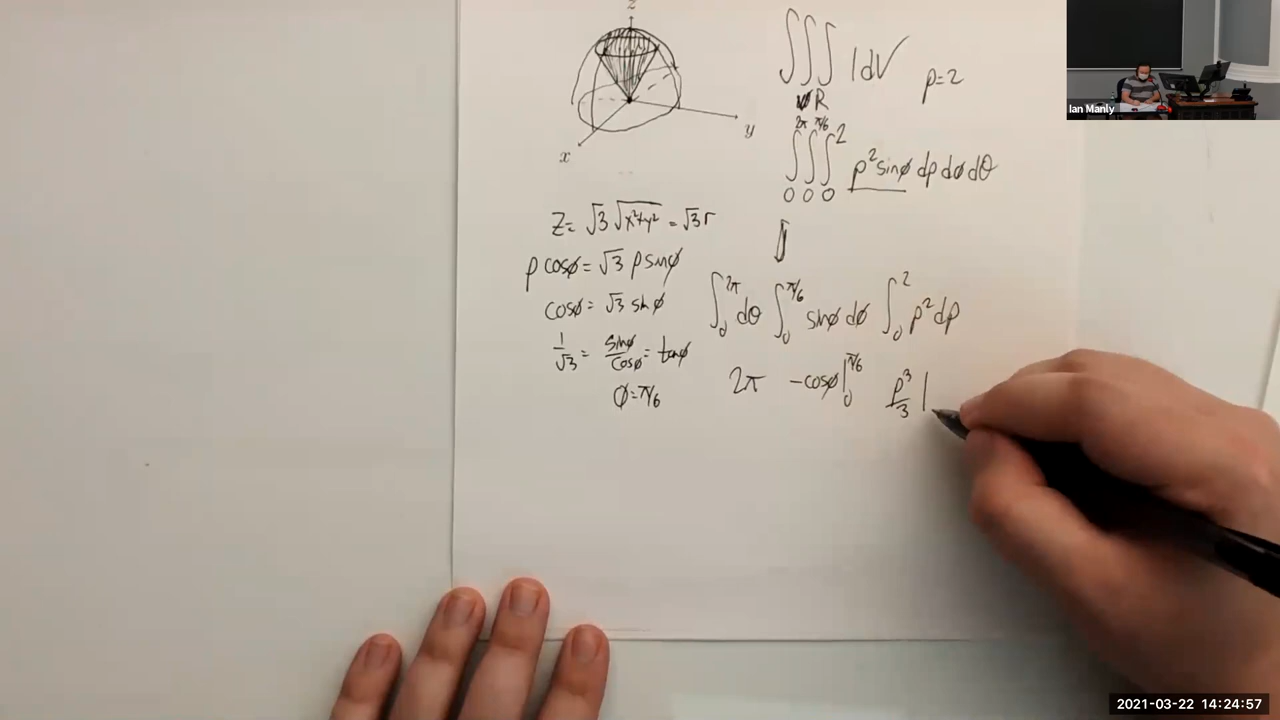 z
y
x
∫∫∫ 1 dV
R
ρ=2
∫₀^2π ∫₀^π/6 ∫₀^2 ρ² sinφ dρ dφ dθ
z = √3 √x²+y² = √3 r
ρ cosφ = √3 ρ sinφ
cosφ = √3 sinφ
1/√3 = sinφ/cosφ = tanφ
φ = π/6
∫₀^2π dθ ∫₀^π/6 sinφ dφ ∫₀^2 ρ² dρ
2π -cosφ |₀^π/6 ρ³/3 |
Ian Manly
2021-03-22 14:24:57